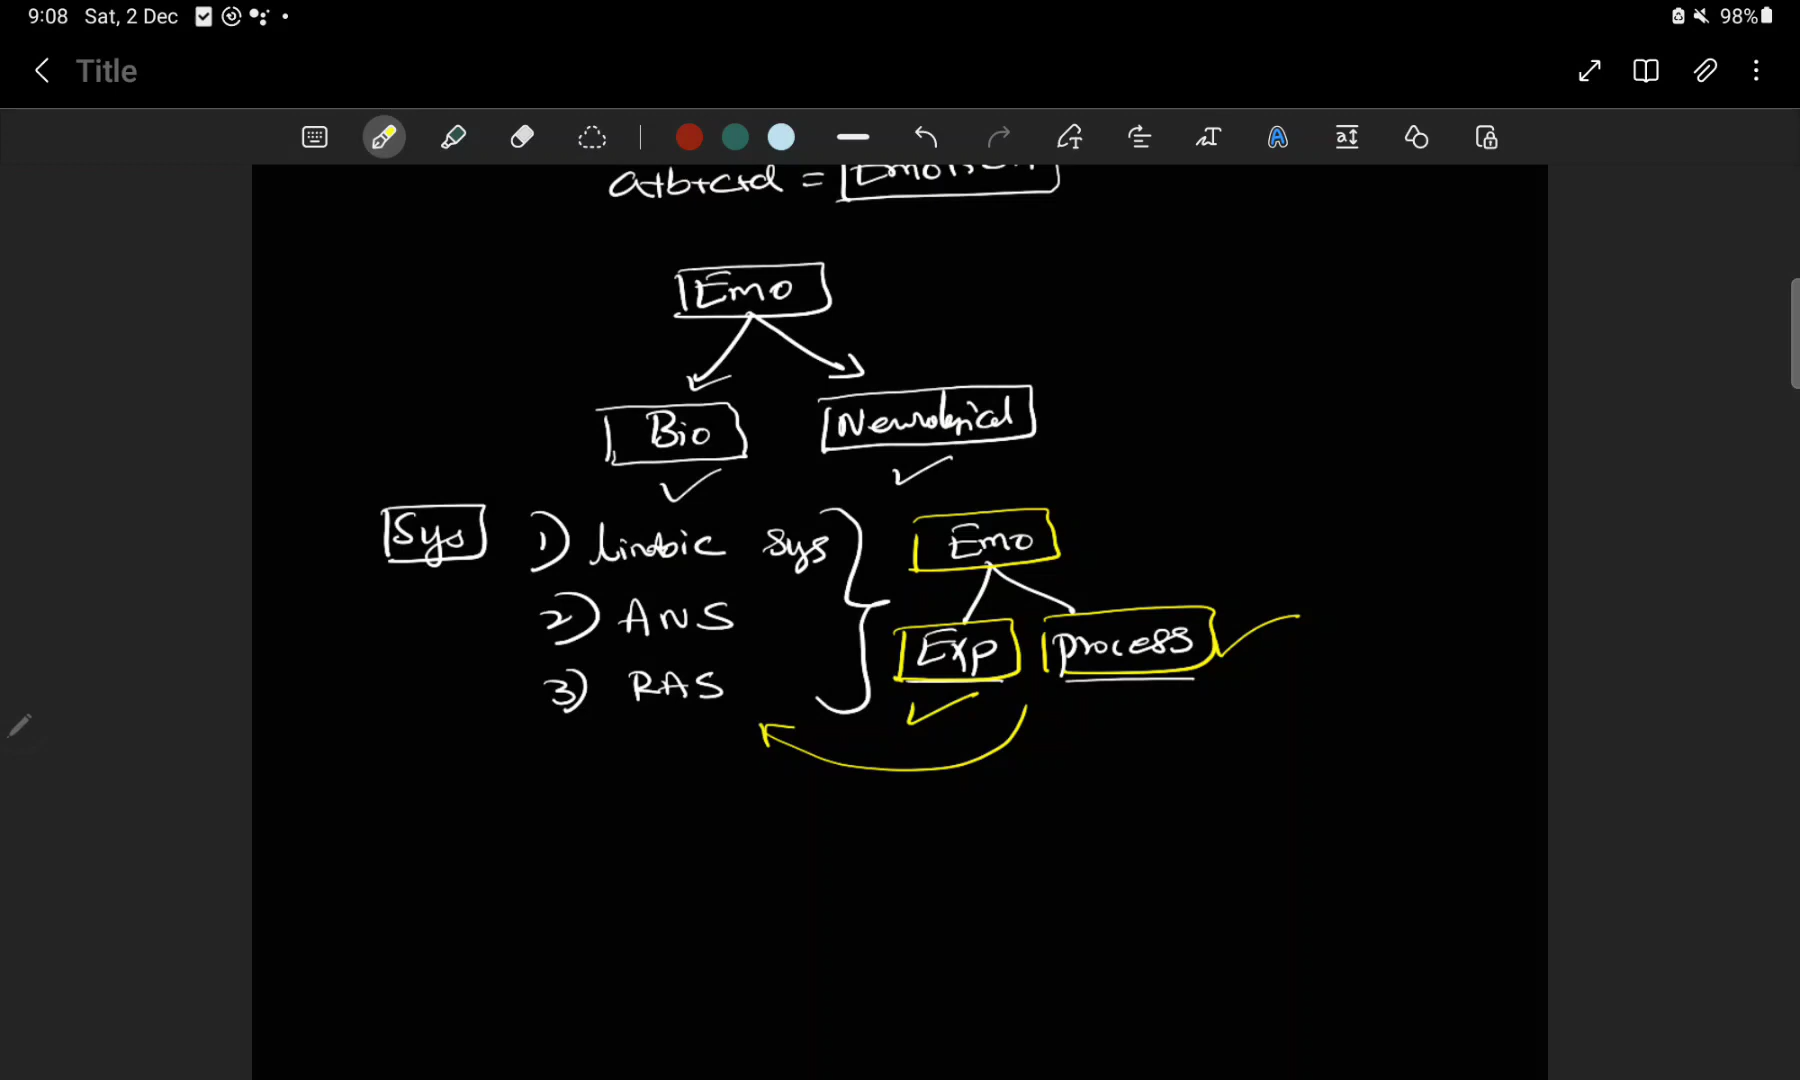 9:08 Sat, 2 Dec 98%
Title
a+b+c+d = Emotion
Emo
Bio Neurological
Sys 1) limbic sys Emo
2) ANS
Exp process
3) RAS